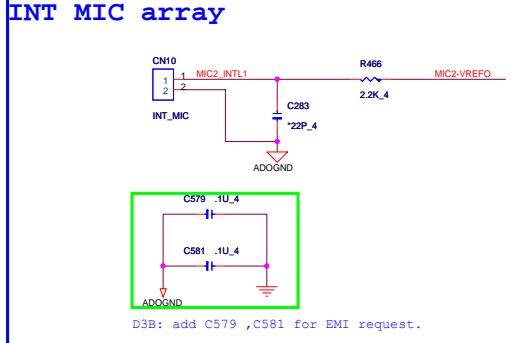 INT MIC array
CN10
R466
1 1 MIC2_INTL1 MIC2-VREFO
2 2
2.2K_4
C283
INT_MIC
*22P_4
ADOGND
C579 .1U_4
C581 .1U_4
ADOGND
D3B: add C579 ,C581 for EMI request.